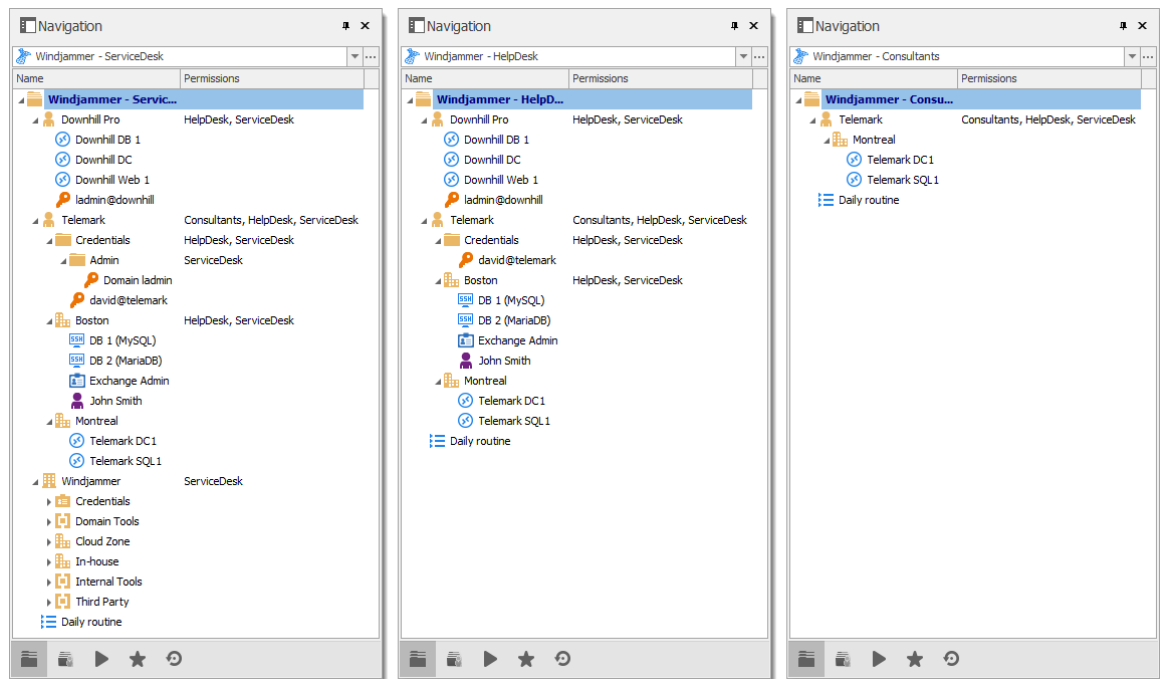 Navigation
Windjammer - ServiceDesk
Name Permissions
Windjammer - Servic...
Downhill Pro HelpDesk, ServiceDesk
Downhill DB 1
Downhill DC
Downhill Web 1
ladmin@downhill
Telemark Consultants, HelpDesk, ServiceDesk
Credentials HelpDesk, ServiceDesk
Admin ServiceDesk
Domain ladmin
david@telemark
Boston HelpDesk, ServiceDesk
SSH DB 1 (MySQL)
SSH DB 2 (MariaDB)
Exchange Admin
John Smith
Montreal
Telemark DC1
Telemark SQL1
Windjammer ServiceDesk
Credentials
Domain Tools
Cloud Zone
In-house
Internal Tools
Third Party
Daily routine
Navigation
Windjammer - HelpDesk
Name Permissions
Windjammer - HelpD...
Downhill Pro HelpDesk, ServiceDesk
Downhill DB 1
Downhill DC
Downhill Web 1
ladmin@downhill
Telemark Consultants, HelpDesk, ServiceDesk
Credentials HelpDesk, ServiceDesk
david@telemark
Boston HelpDesk, ServiceDesk
SSH DB 1 (MySQL)
SSH DB 2 (MariaDB)
Exchange Admin
John Smith
Montreal
Telemark DC1
Telemark SQL1
Daily routine
Navigation
Windjammer - Consultants
Name Permissions
Windjammer - Consu...
Telemark Consultants, HelpDesk, ServiceDesk
Montreal
Telemark DC1
Telemark SQL1
Daily routine